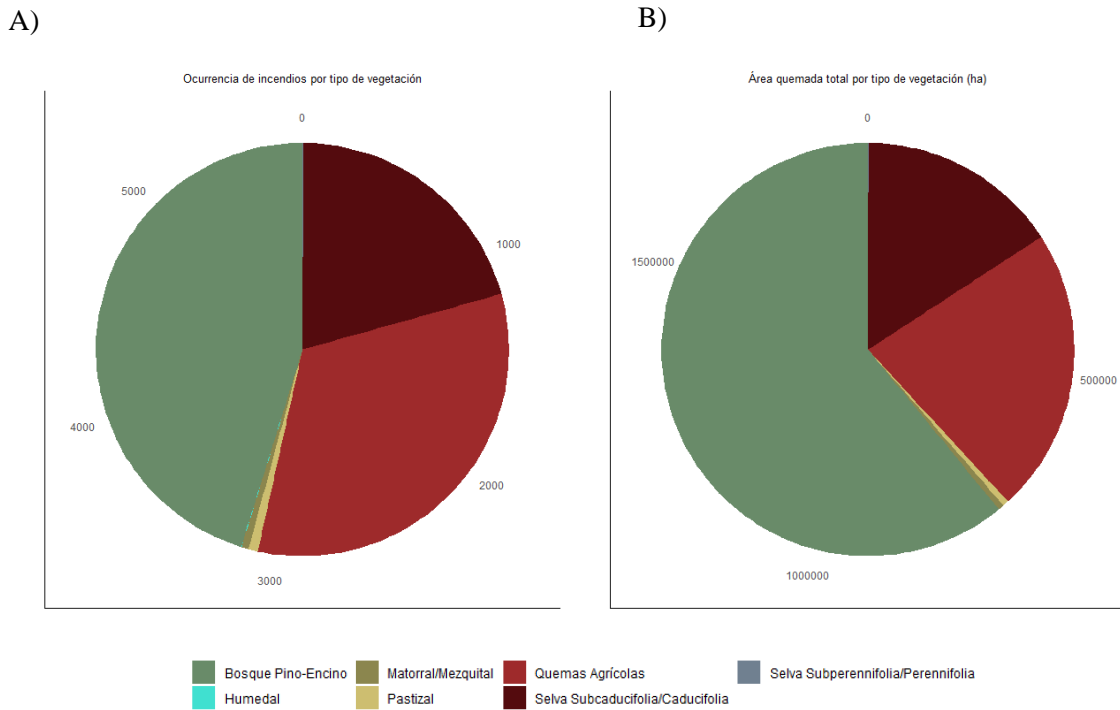 A)
B)
Ocurrencia de incendios por tipo de vegetación
0
1000
2000
3000
4000
5000
Área quemada total por tipo de vegetación (ha)
0
500000
1000000
1500000
Bosque Pino-Encino
Matorral/Mezquital
Quemas Agrícolas
Selva Subperennifolia/Perennifolia
Humedal
Pastizal
Selva Subcaducifolia/Caducifolia